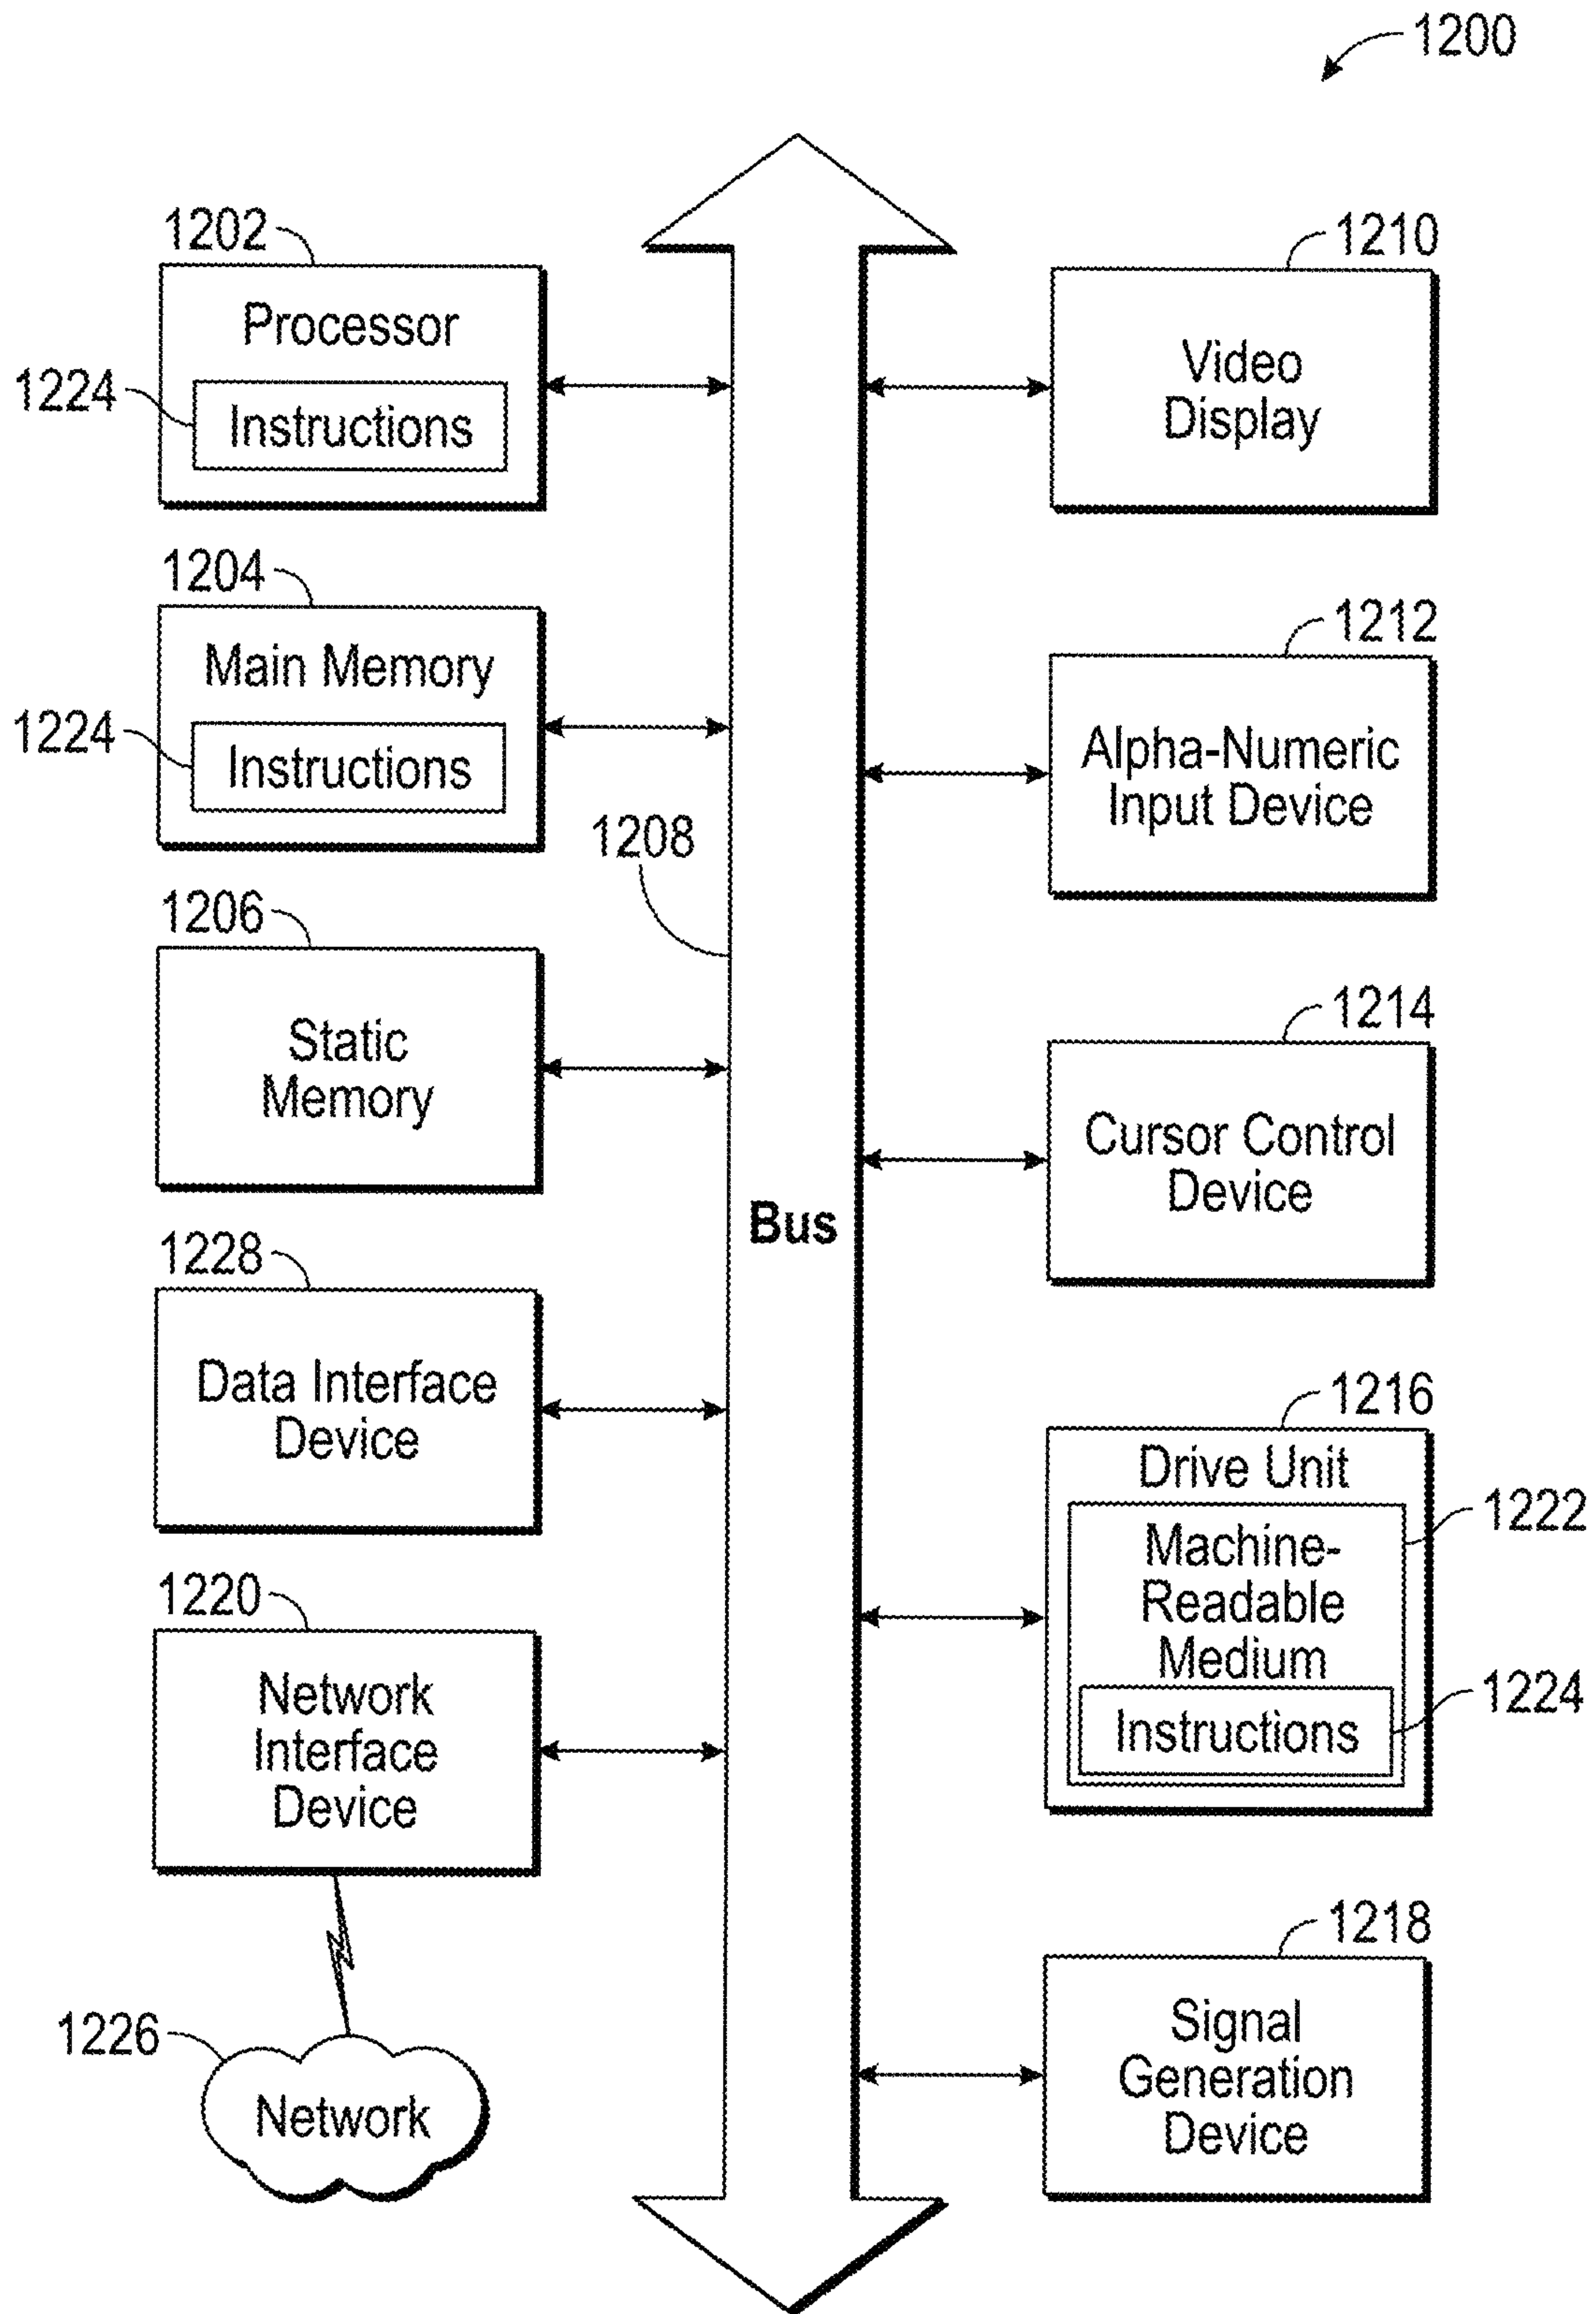 1200
1202
Processor
1224
Instructions
1204
Main Memory
1224
Instructions
1206
Static
Memory
1228
Data Interface
Device
1220
Network
Interface
Device
1226
Network
1208
Bus
1210
Video
Display
1212
Alpha-Numeric
Input Device
1214
Cursor Control
Device
1216
Drive Unit
1222
Machine-
Readable
Medium
1224
Instructions
1218
Signal
Generation
Device